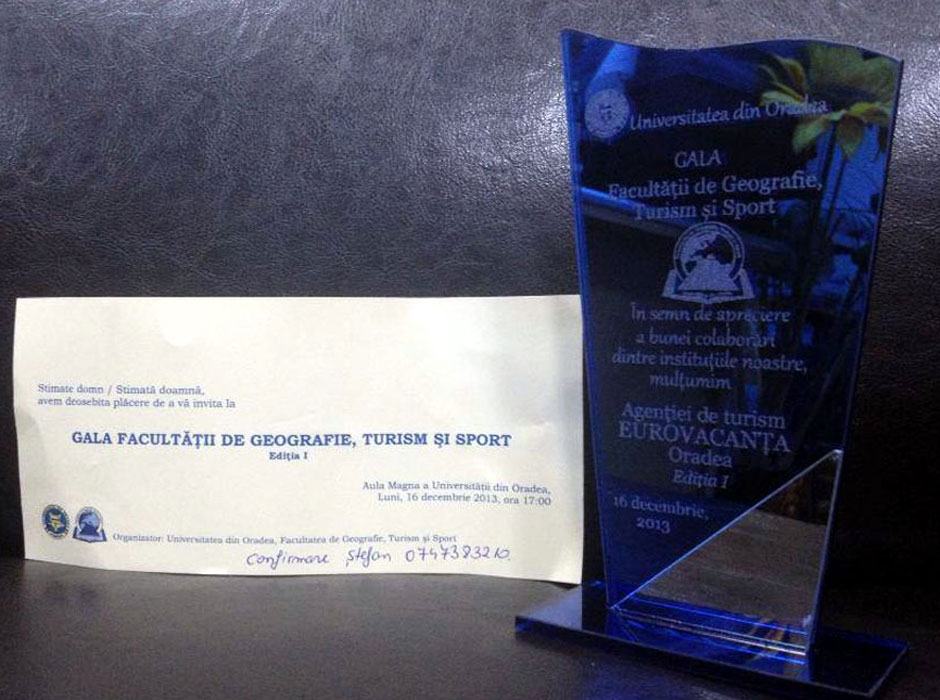 Stimate domn / Stimată doamnă,
avem deosebita plăcere de a vă invita la
GALA FACULTĂȚII DE GEOGRAFIE, TURISM ȘI SPORT
Ediția I
Aula Magna a Universității din Oradea,
Luni, 16 decembrie 2013, ora 17:00
Organizator: Universitatea din Oradea, Facultatea de Geografie, Turism și Sport
Confirmare Ștefan 0747383210
Universitatea din Oradea
GALA
Facultății de Geografie,
Turism și Sport
În semn de apreciere
a bunei colaborări
dintre instituțiile noastre,
mulțumim
Agenției de turism
EUROVACANȚA
Oradea
Ediția I
16 decembrie,
2013